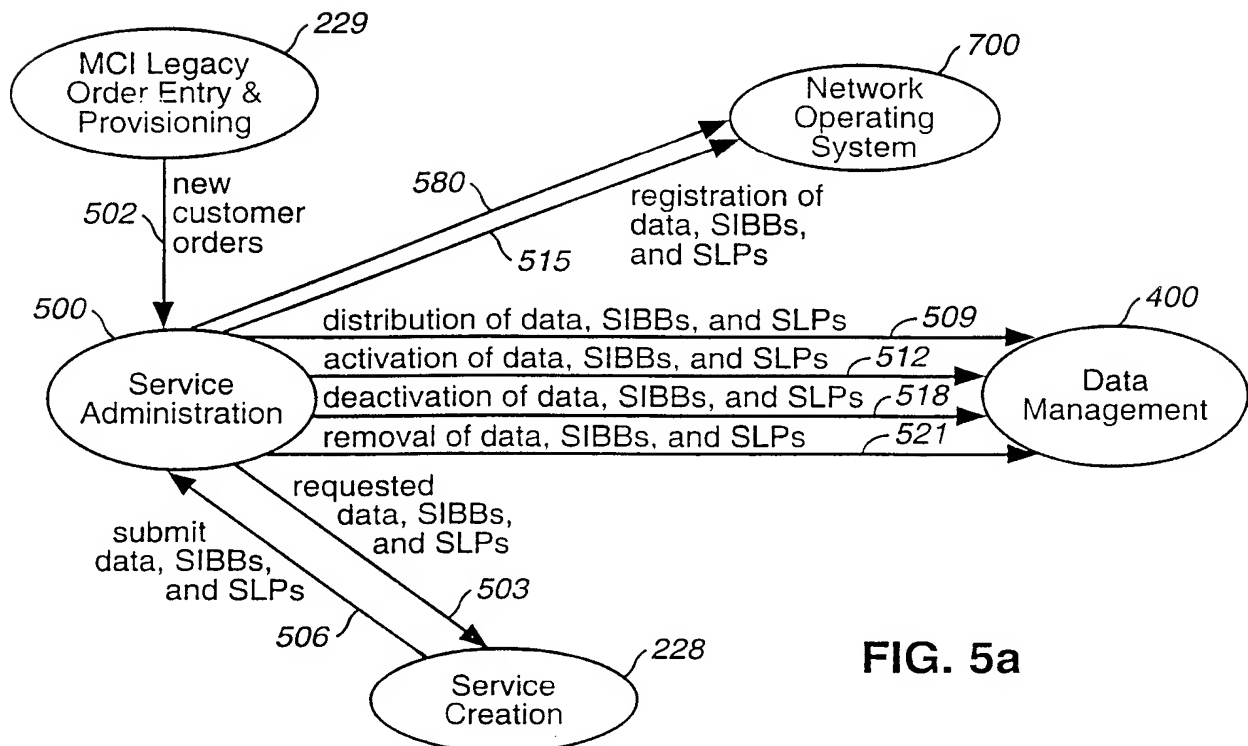 229
MCI Legacy
Order Entry &
Provisioning
700
Network
Operating
System
502
new
customer
orders
580
515
registration of
data, SIBBs,
and SLPs
500
Service
Administration
distribution of data, SIBBs, and SLPs 509
activation of data, SIBBs, and SLPs 512
deactivation of data, SIBBs, and SLPs 518
removal of data, SIBBs, and SLPs 521
400
Data
Management
requested
data, SIBBs,
and SLPs
submit
data, SIBBs,
and SLPs
503
506
228
Service
Creation
FIG. 5a